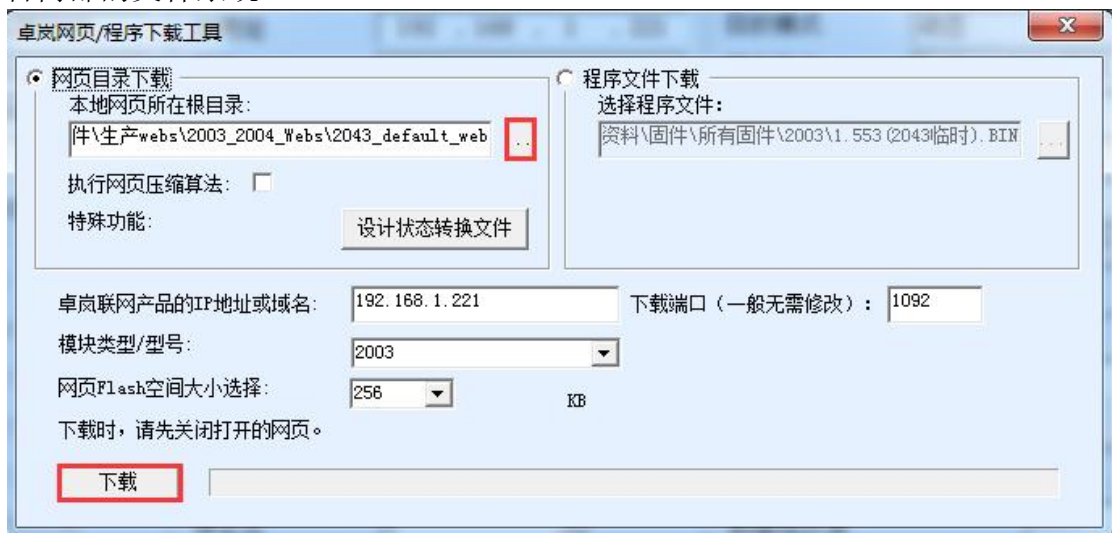 卓岚网页/程序下载工具
网页目录下载
本地网页所在根目录:
件\生产webs\2003_2004_Webs\2043_default_web
..
执行网页压缩算法:
特殊功能:
设计状态转换文件
程序文件下载
选择程序文件:
资料\固件\所有固件\2003\1.553(2043临时).BIN
...
卓岚联网产品的IP地址或域名:
192.168.1.221
下载端口（一般无需修改）:
1092
模块类型/型号:
2003
网页Flash空间大小选择:
256
KB
下载时，请先关闭打开的网页。
下载